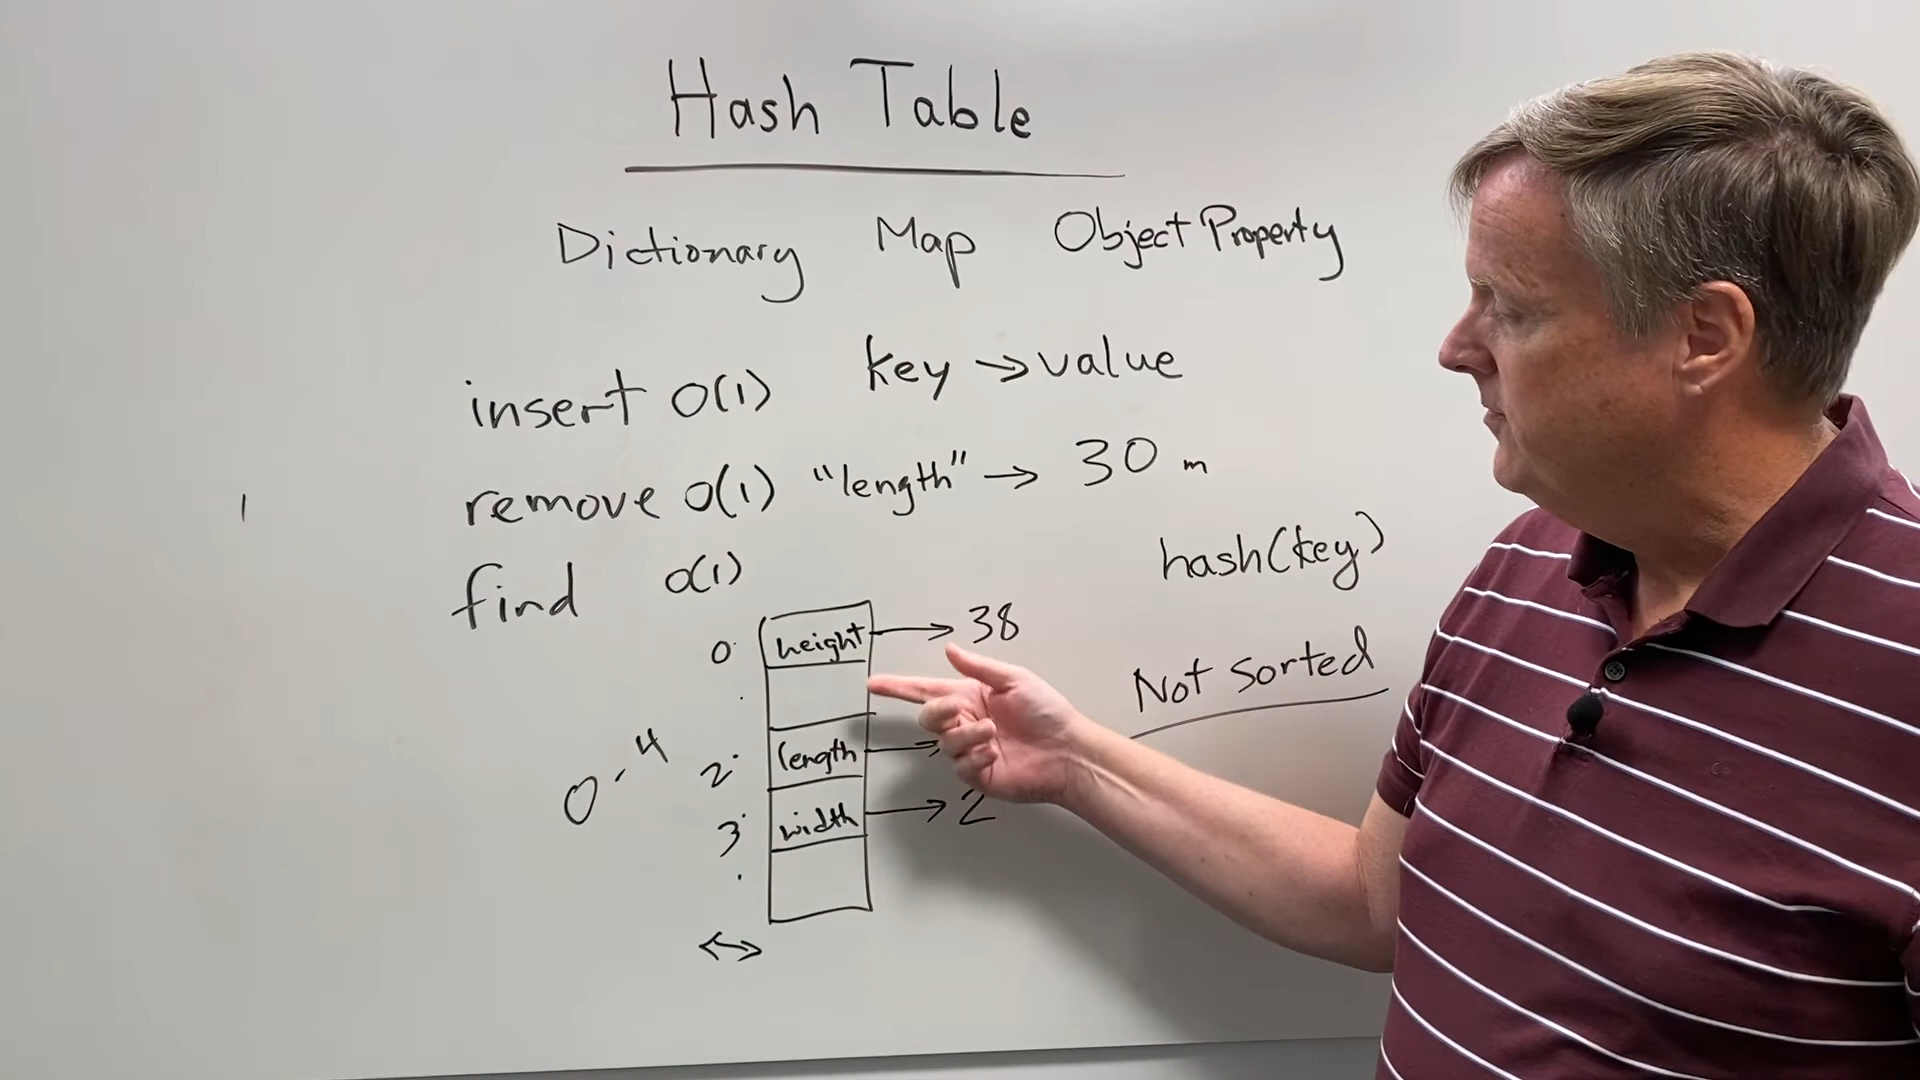 Hash Table
Dictionary Map Object Property
key → value
insert O(1)
remove O(1) "length" → 30 m
find O(1)
hash(key)
0 height → 38
Not Sorted
2 length →
0-4
3 width → 2